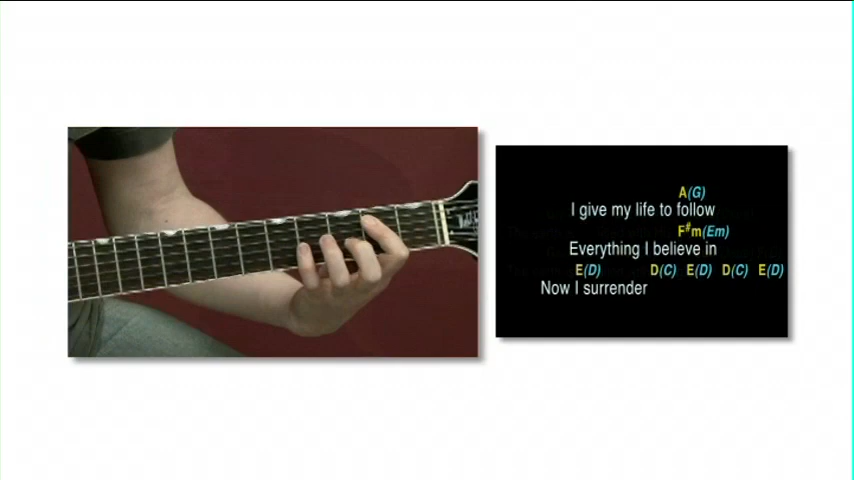 A(G)
I give my life to follow
F#m(Em)
Everything I believe in
E(D) D(C) E(D) D(C) E(D)
Now I surrender